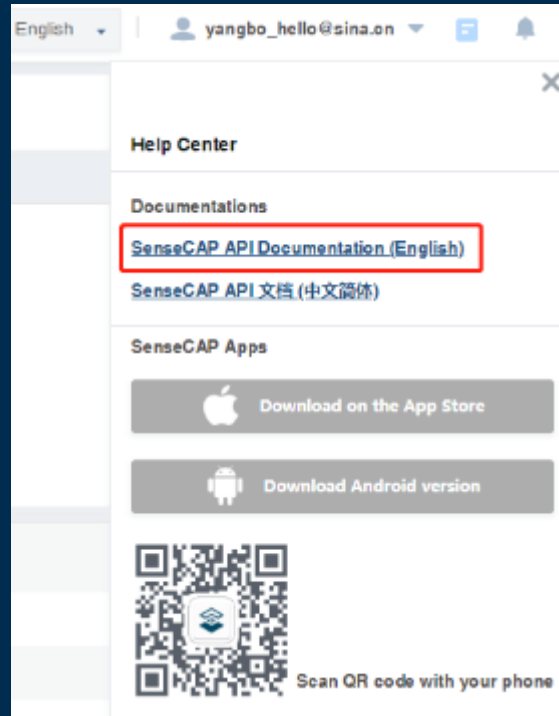 English
yangbo_hello@sina.cn
Help Center
Documentations
SenseCAP API Documentation (English)
SenseCAP API 文档 (中文简体)
SenseCAP Apps
Download on the App Store
Download Android version
Scan QR code with your phone